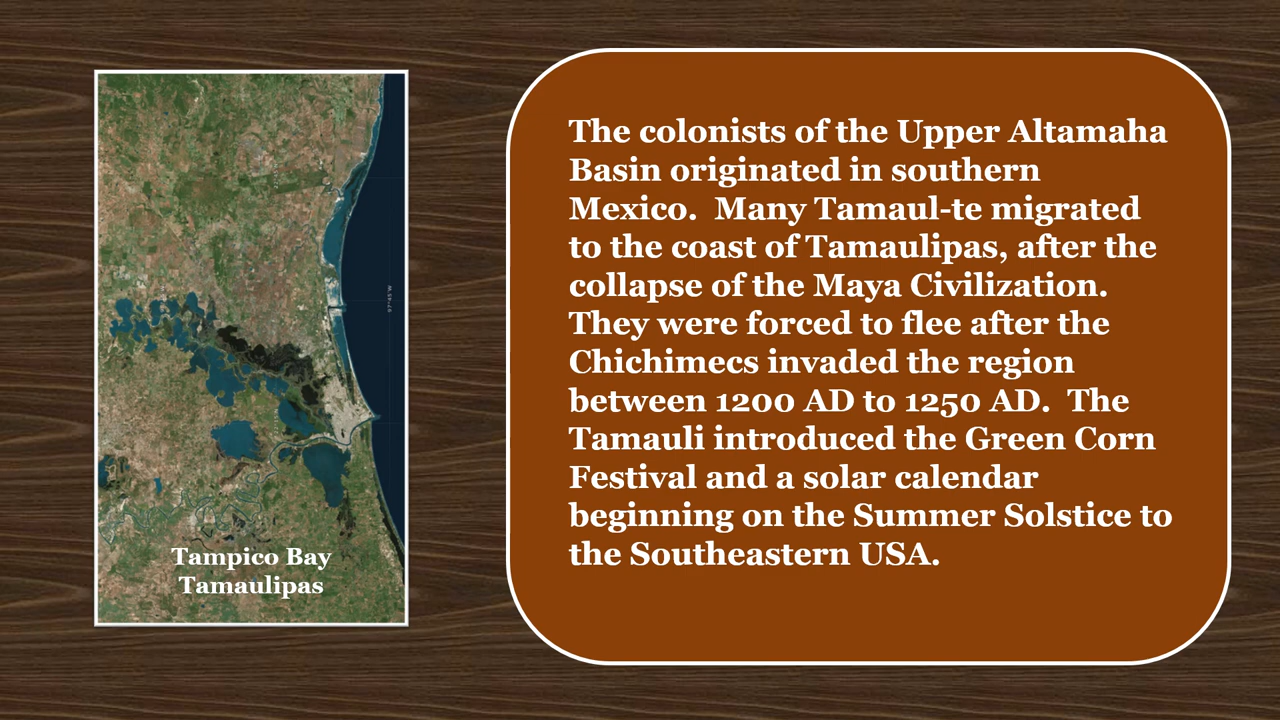 Tampico Bay
Tamaulipas
The colonists of the Upper Altamaha
Basin originated in southern
Mexico.  Many Tamaul-te migrated
to the coast of Tamaulipas, after the
collapse of the Maya Civilization.
They were forced to flee after the
Chichimecs invaded the region
between 1200 AD to 1250 AD.  The
Tamauli introduced the Green Corn
Festival and a solar calendar
beginning on the Summer Solstice to
the Southeastern USA.